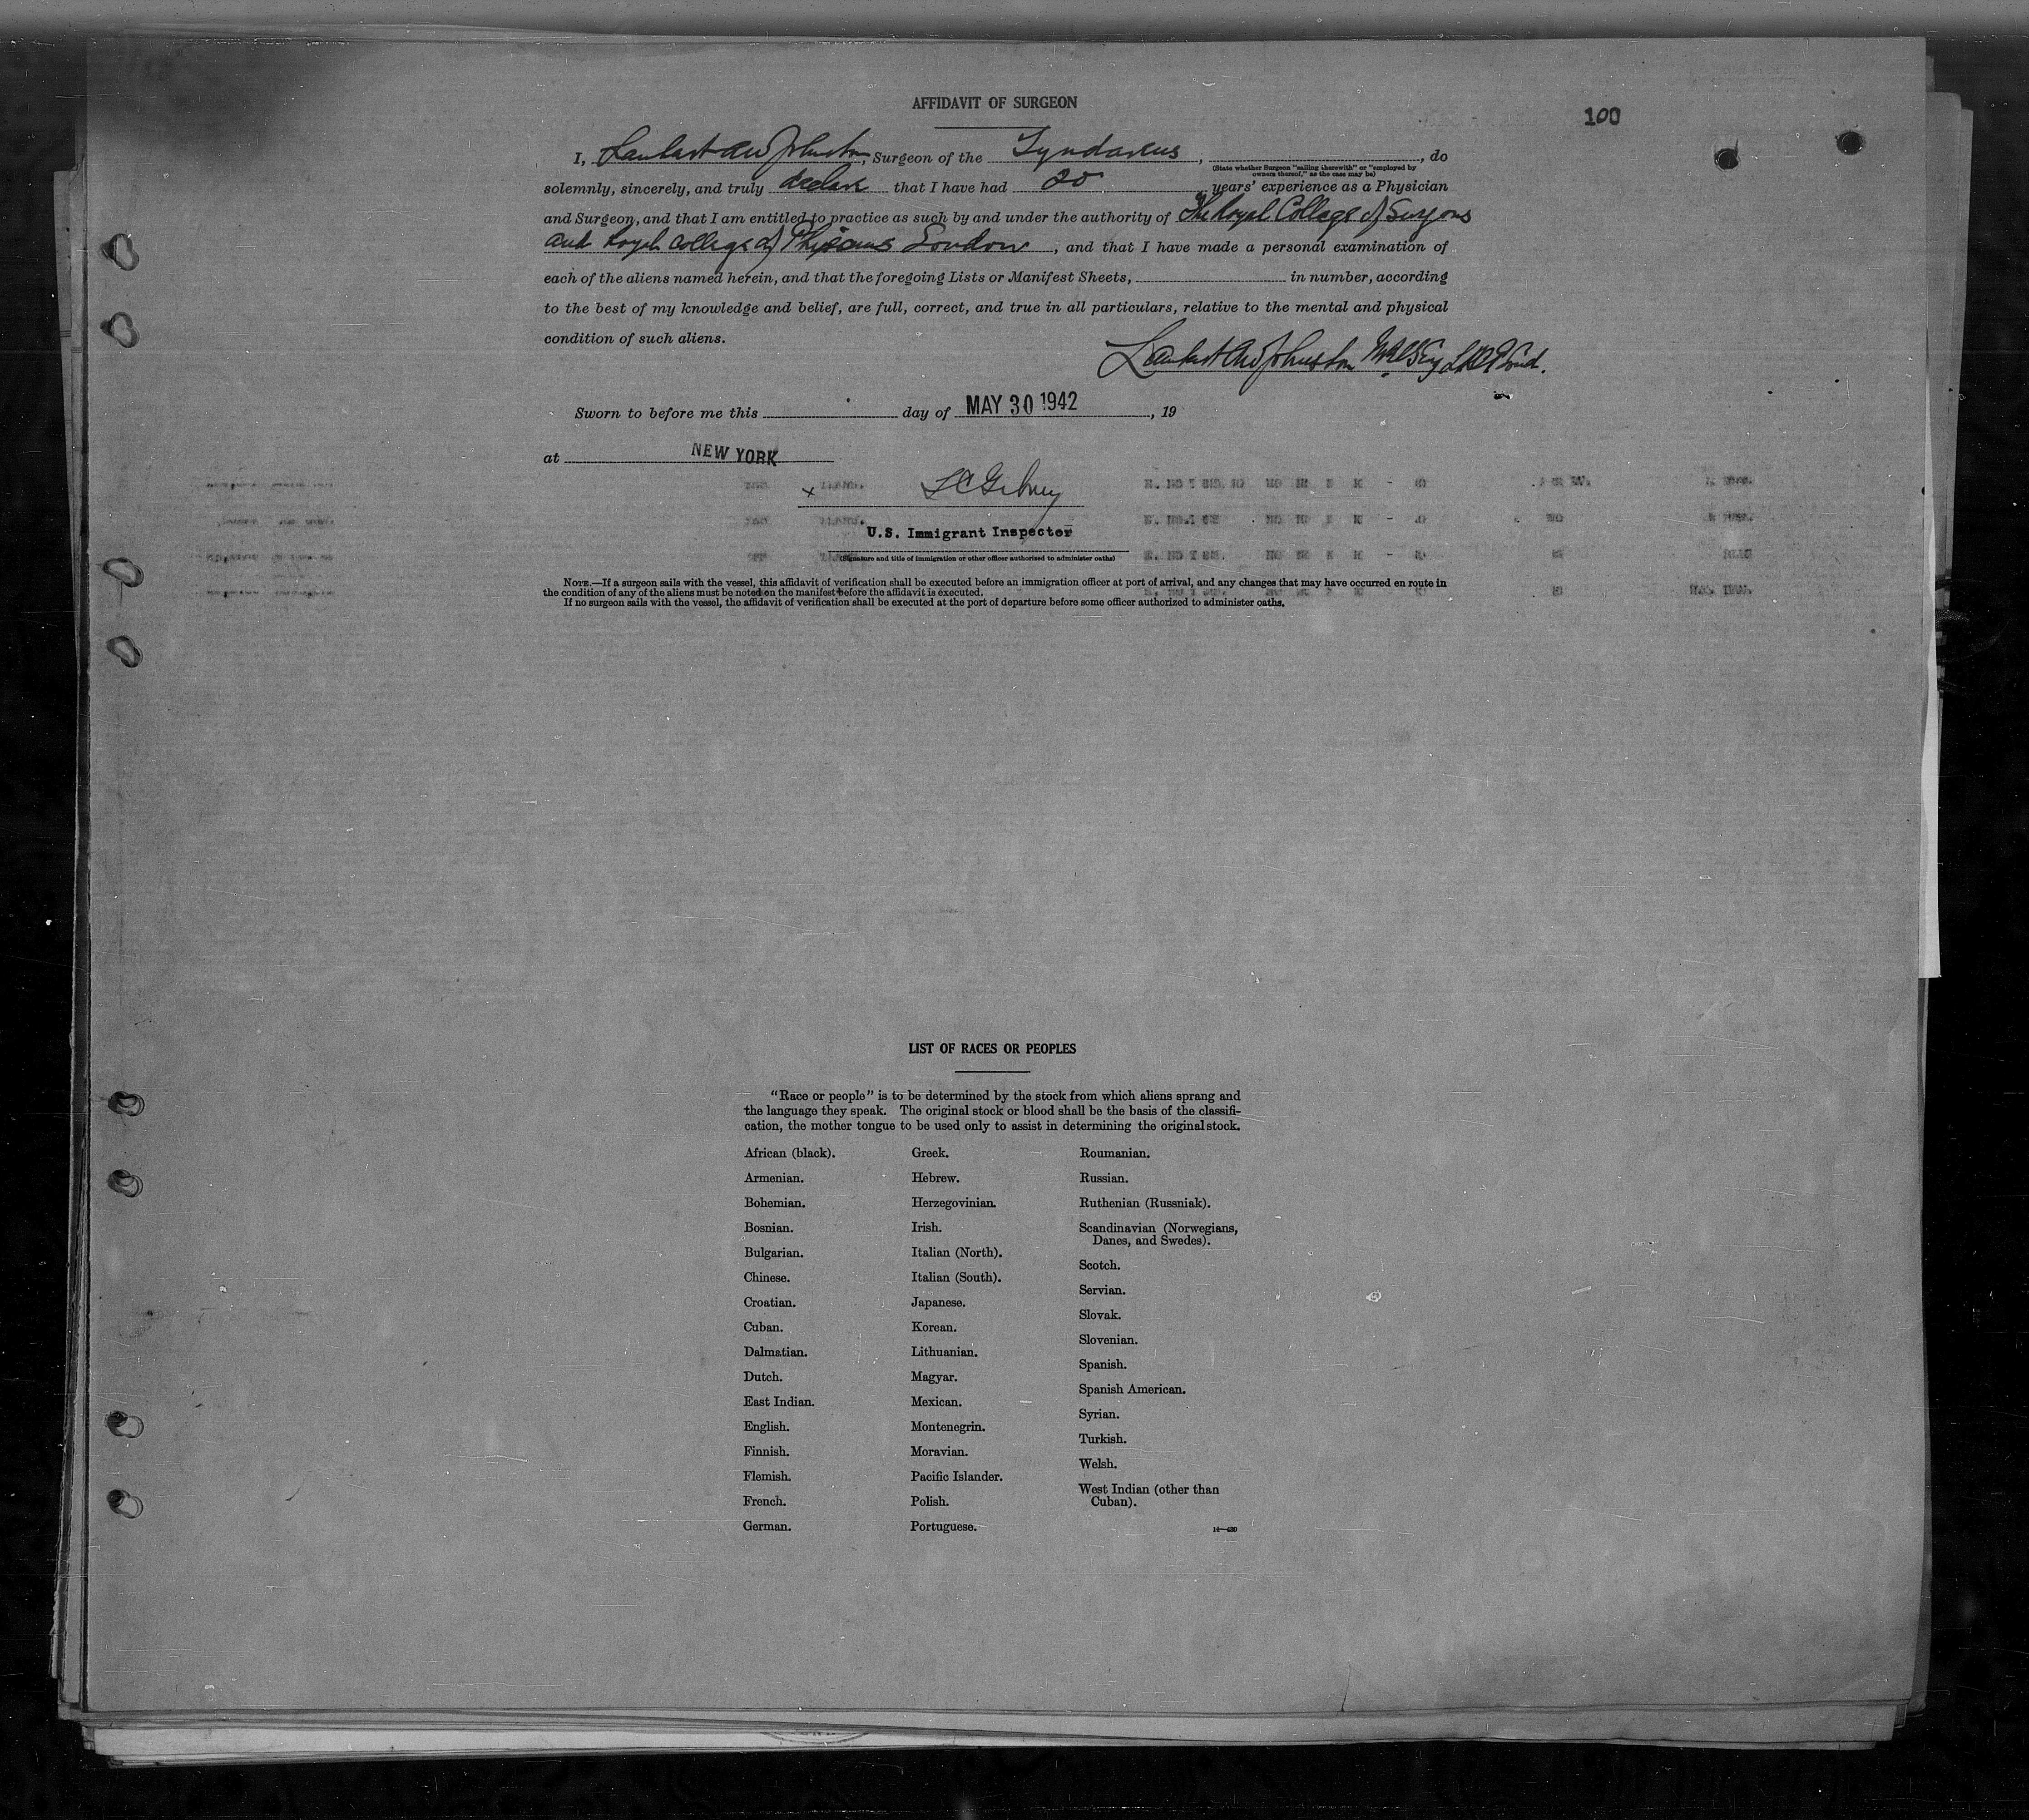 AFFIDAVIT OF SURGEON
100
I, Johnston, Surgeon of the Tyndareus, , do
(State whether Surgeon "sailing therewith" or "employed by
owners thereof," as the case may be)
solemnly, sincerely, and truly declare that I have had 20 years' experience as a Physician
and Surgeon, and that I am entitled to practice as such by and under the authority of The Royal College of Surgeons
and Royal College of Physicians London, and that I have made a personal examination of
each of the aliens named herein, and that the foregoing Lists or Manifest Sheets, in number, according
to the best of my knowledge and belief, are full, correct, and true in all particulars, relative to the mental and physical
condition of such aliens.
Johnston
Sworn to before me this day of MAY 30 1942, 19
at NEW YORK
x
U.S. Immigrant Inspector
(Signature and title of immigration or other officer authorized to administer oaths)
NOTE.—If a surgeon sails with the vessel, this affidavit of verification shall be executed before an immigration officer at port of arrival, and any changes that may have occurred en route in
the condition of any of the aliens must be noted on the manifest before the affidavit is executed.
If no surgeon sails with the vessel, the affidavit of verification shall be executed at the port of departure before some officer authorized to administer oaths.
LIST OF RACES OR PEOPLES
"Race or people" is to be determined by the stock from which aliens sprang and
the language they speak. The original stock or blood shall be the basis of the classifi-
cation, the mother tongue to be used only to assist in determining the original stock.
African (black).
Armenian.
Bohemian.
Bosnian.
Bulgarian.
Chinese.
Croatian.
Cuban.
Dalmatian.
Dutch.
East Indian.
English.
Finnish.
Flemish.
French.
German.
Greek.
Hebrew.
Herzegovinian.
Irish.
Italian (North).
Italian (South).
Japanese.
Korean.
Lithuanian.
Magyar.
Mexican.
Montenegrin.
Moravian.
Pacific Islander.
Polish.
Portuguese.
Roumanian.
Russian.
Ruthenian (Russniak).
Scandinavian (Norwegians,
Danes, and Swedes).
Scotch.
Servian.
Slovak.
Slovenian.
Spanish.
Spanish American.
Syrian.
Turkish.
Welsh.
West Indian (other than
Cuban).